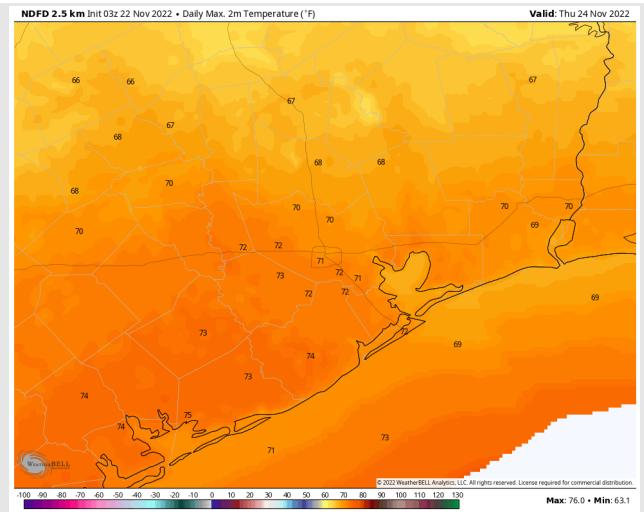 NDFD 2.5 km Init 03z 22 Nov 2022 • Daily Max. 2m Temperature (°F)
Valid: Thu 24 Nov 2022
66 66 67
67
67
68
68 68
68 70
70 70 70
70 69
70
72 72
71
73 72 71
72 72
69
73 72
69
74
73
74
75
74
73
71
WeatherBELL
© 2022 WeatherBELL Analytics, LLC. All rights reserved. License required for commercial distribution.
-100 -90 -80 -70 -60 -50 -40 -30 -20 -10 0 10 20 30 40 50 60 70 80 90 100 110 120 130
Max: 76.0 • Min: 63.1